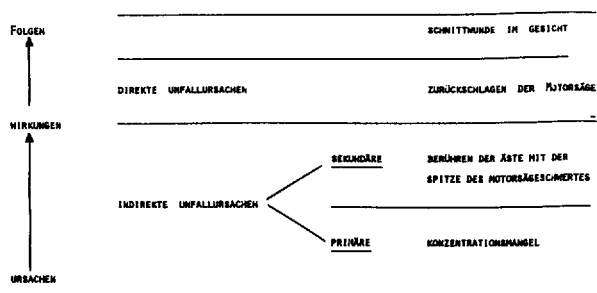 FOLGEN
SCHNITTWUNDE IM GESICHT
DIREKTE UNFALLURSACHEN
ZURÜCKSCHLAGEN DER MOTORSÄGE
WIRKUNGEN
SEKUNDÄRE
BERÜHREN DER ÄSTE MIT DER
SPITZE DES MOTORSÄGESCHWERTES
INDIREKTE UNFALLURSACHEN
PRIMÄRE
KONZENTRATIONSMANGEL
URSACHEN